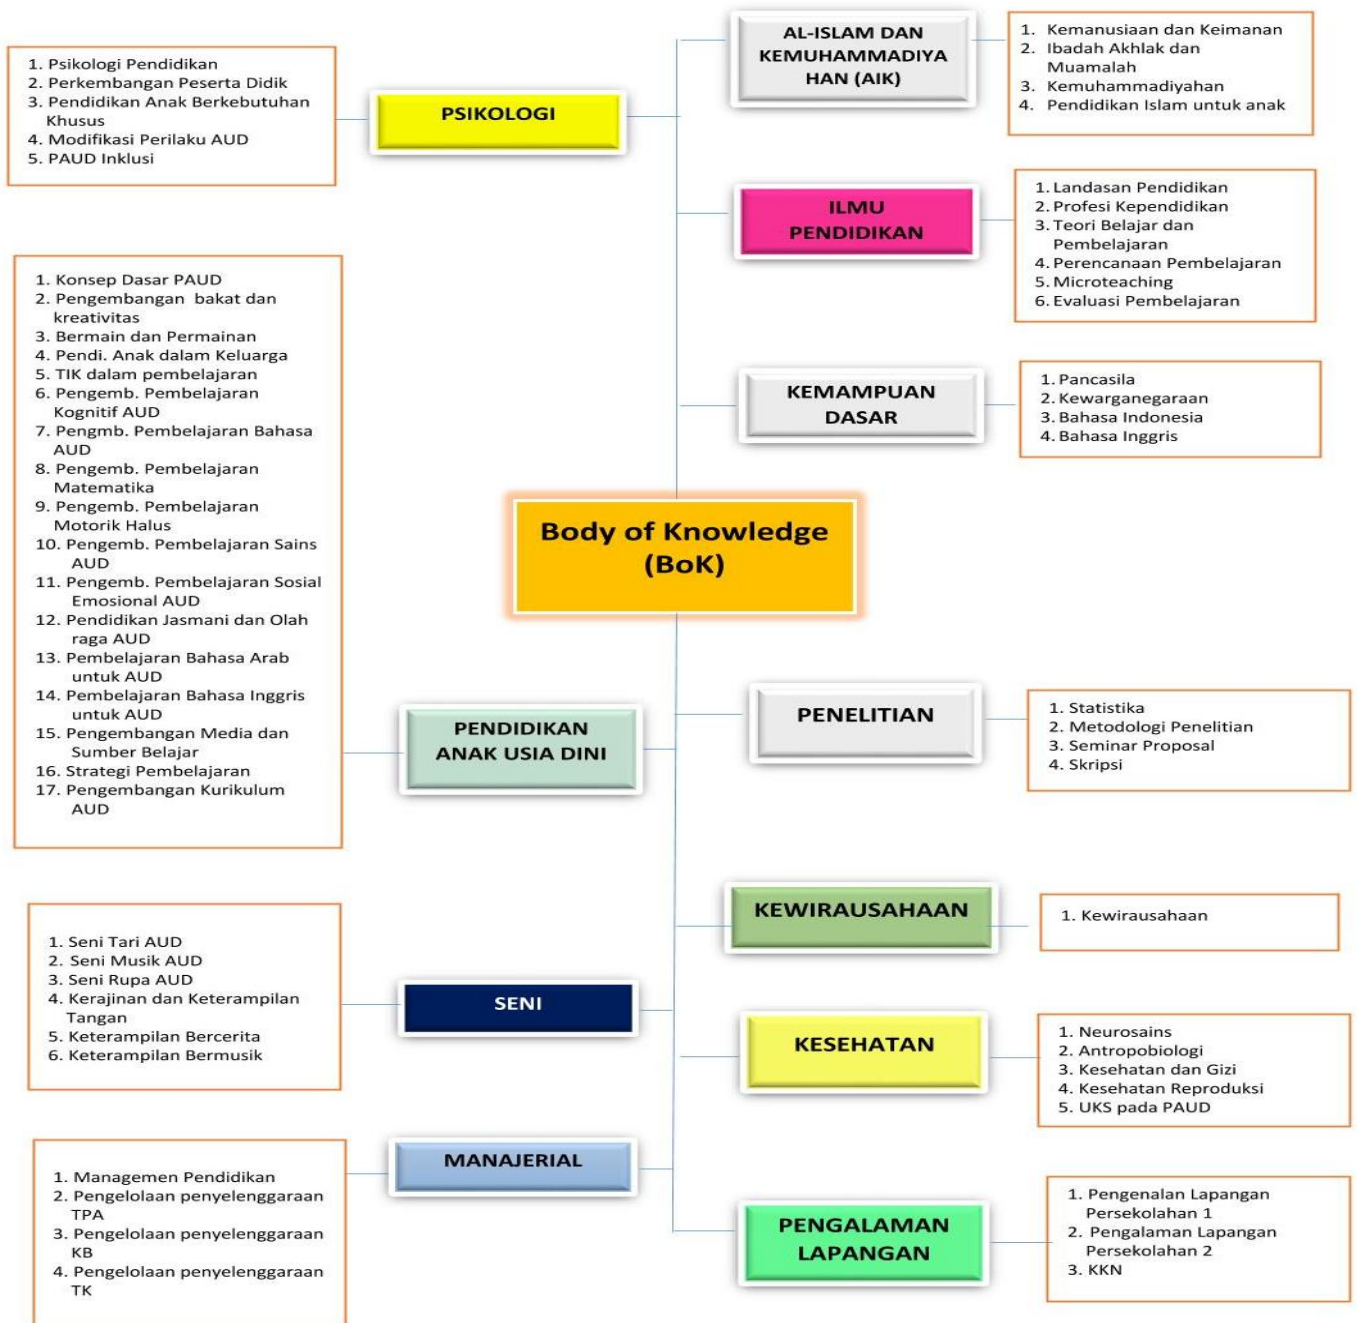 1. Psikologi Pendidikan
2. Perkembangan Peserta Didik
3. Pendidikan Anak Berkebutuhan
Khusus
4. Modifikasi Perilaku AUD
5. PAUD Inklusi
PSIKOLOGI
AL-ISLAM DAN
KEMUHAMMADIYA
HAN (AIK)
1. Kemanusiaan dan Keimanan
2. Ibadah Akhlak dan
Muamalah
3. Kemuhammadiyahan
4. Pendidikan Islam untuk anak
ILMU
PENDIDIKAN
1. Landasan Pendidikan
2. Profesi Kependidikan
3. Teori Belajar dan
Pembelajaran
4. Perencanaan Pembelajaran
5. Microteaching
6. Evaluasi Pembelajaran
KEMAMPUAN
DASAR
1. Pancasila
2. Kewarganegaraan
3. Bahasa Indonesia
4. Bahasa Inggris
Body of Knowledge
(BoK)
1. Konsep Dasar PAUD
2. Pengembangan bakat dan
kreativitas
3. Bermain dan Permainan
4. Pendi. Anak dalam Keluarga
5. TIK dalam pembelajaran
6. Pengemb. Pembelajaran
Kognitif AUD
7. Pengmb. Pembelajaran Bahasa
AUD
8. Pengemb. Pembelajaran
Matematika
9. Pengemb. Pembelajaran
Motorik Halus
10. Pengemb. Pembelajaran Sains
AUD
11. Pengemb. Pembelajaran Sosial
Emosional AUD
12. Pendidikan Jasmani dan Olah
raga AUD
13. Pembelajaran Bahasa Arab
untuk AUD
14. Pembelajaran Bahasa Inggris
untuk AUD
15. Pengembangan Media dan
Sumber Belajar
16. Strategi Pembelajaran
17. Pengembangan Kurikulum
AUD
PENDIDIKAN
ANAK USIA DINI
PENELITIAN
1. Statistika
2. Metodologi Penelitian
3. Seminar Proposal
4. Skripsi
KEWIRAUSAHAAN
1. Kewirausahaan
1. Seni Tari AUD
2. Seni Musik AUD
3. Seni Rupa AUD
4. Kerajinan dan Keterampilan
Tangan
5. Keterampilan Bercerita
6. Keterampilan Bermusik
SENI
KESEHATAN
1. Neurosains
2. Antropobiologi
3. Kesehatan dan Gizi
4. Kesehatan Reproduksi
5. UKS pada PAUD
1. Managemen Pendidikan
2. Pengelolaan penyelenggaraan
TPA
3. Pengelolaan penyelenggaraan
KB
4. Pengelolaan penyelenggaraan
TK
MANAJERIAL
PENGALAMAN
LAPANGAN
1. Pengenalan Lapangan
Persekolahan 1
2. Pengalaman Lapangan
Persekolahan 2
3. KKN